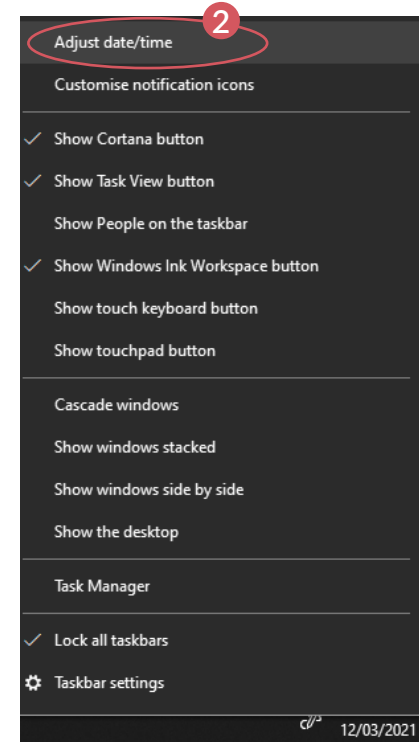 2
Adjust date/time
Customise notification icons
Show Cortana button
Show Task View button
Show People on the taskbar
Show Windows Ink Workspace button
Show touch keyboard button
Show touchpad button
Cascade windows
Show windows stacked
Show windows side by side
Show the desktop
Task Manager
Lock all taskbars
Taskbar settings
12/03/2021